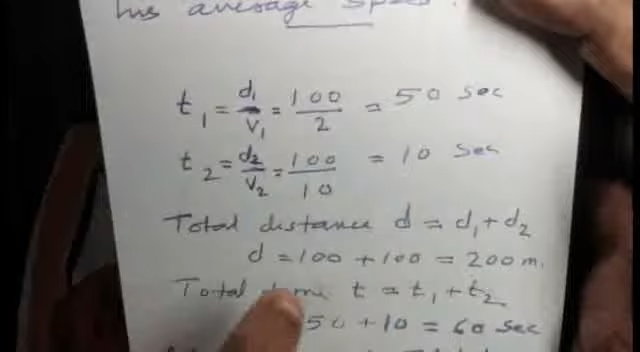 his average speed.
t₁ = d₁/v₁ = 100/2 = 50 sec
t₂ = d₂/v₂ = 100/10 = 10 sec
Total distance d = d₁ + d₂
d = 100 + 100 = 200 m.
Total time t = t₁ + t₂
50 + 10 = 60 sec